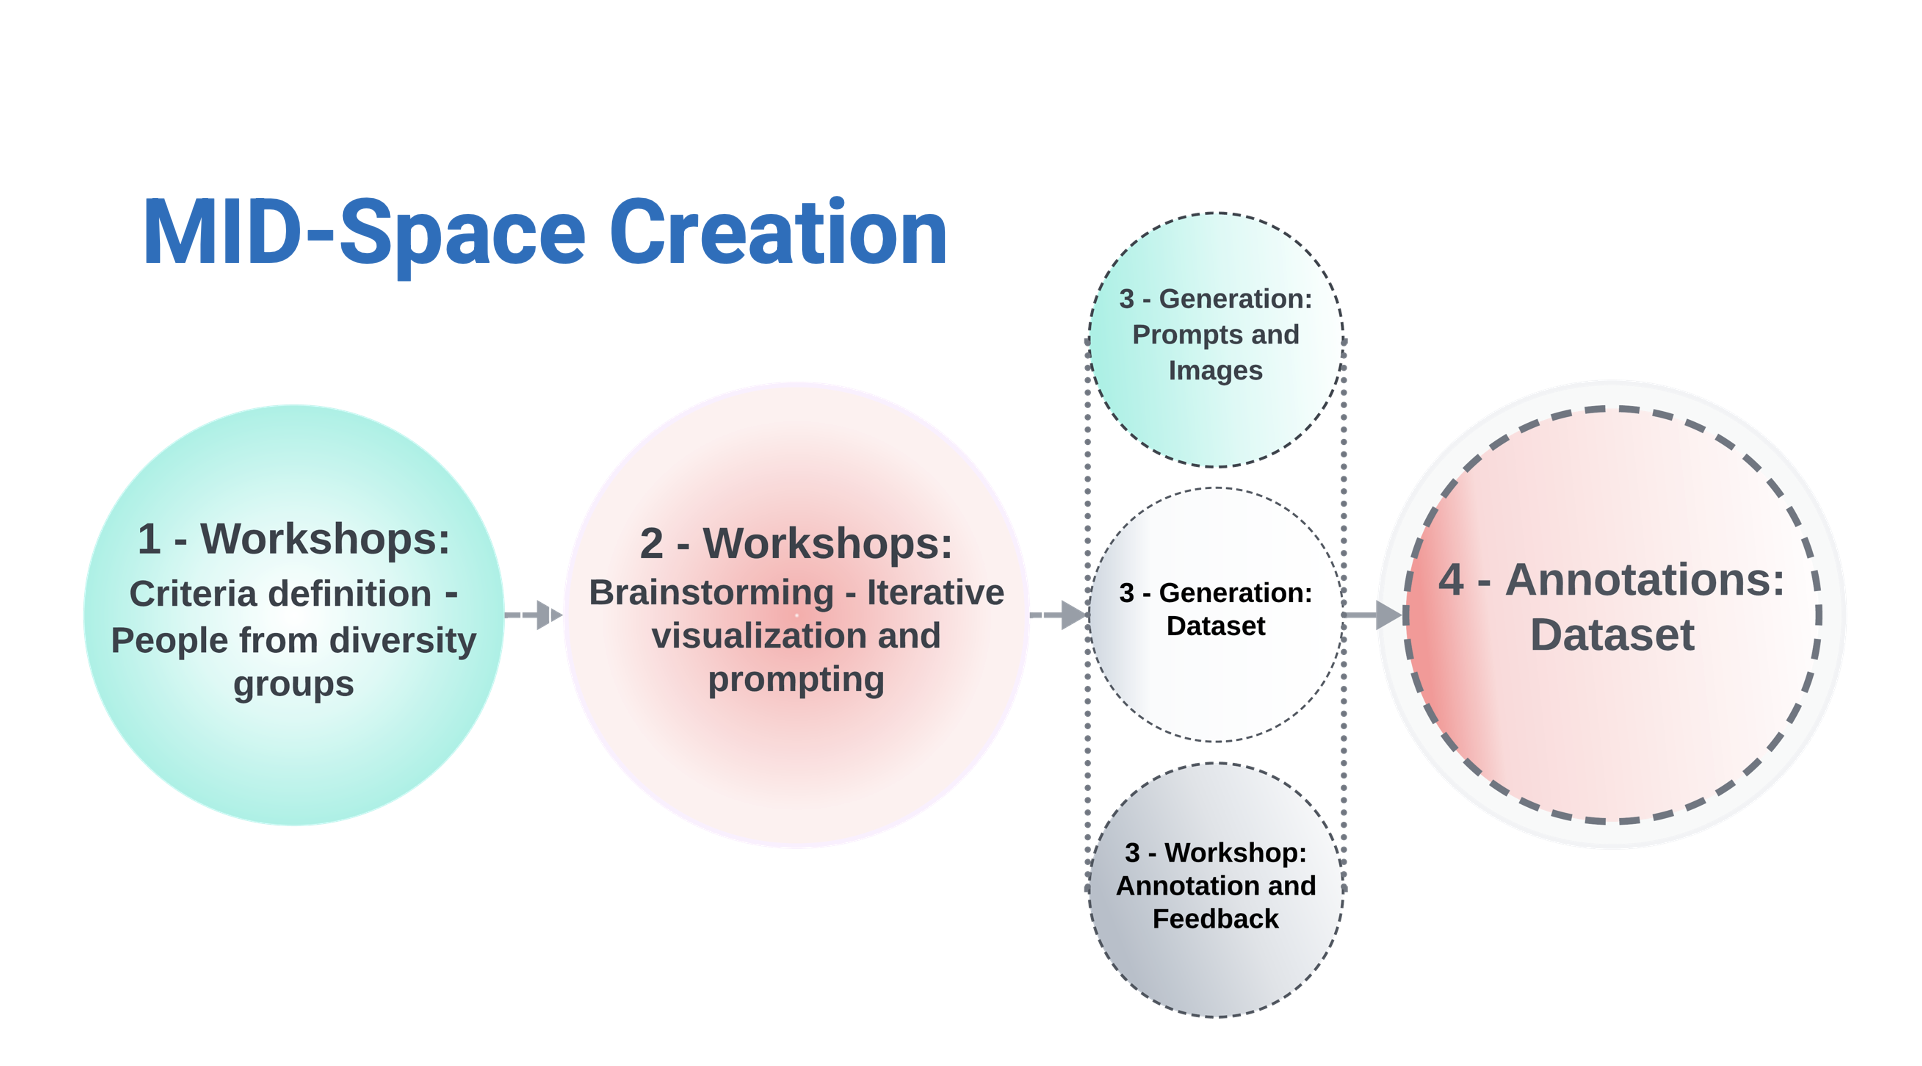 MID-Space Creation
1 - Workshops:
Criteria definition -
People from diversity
groups
2 - Workshops:
Brainstorming - Iterative
visualization and
prompting
3 - Generation:
Prompts and
Images
3 - Generation:
Dataset
3 - Workshop:
Annotation and
Feedback
4 - Annotations:
Dataset